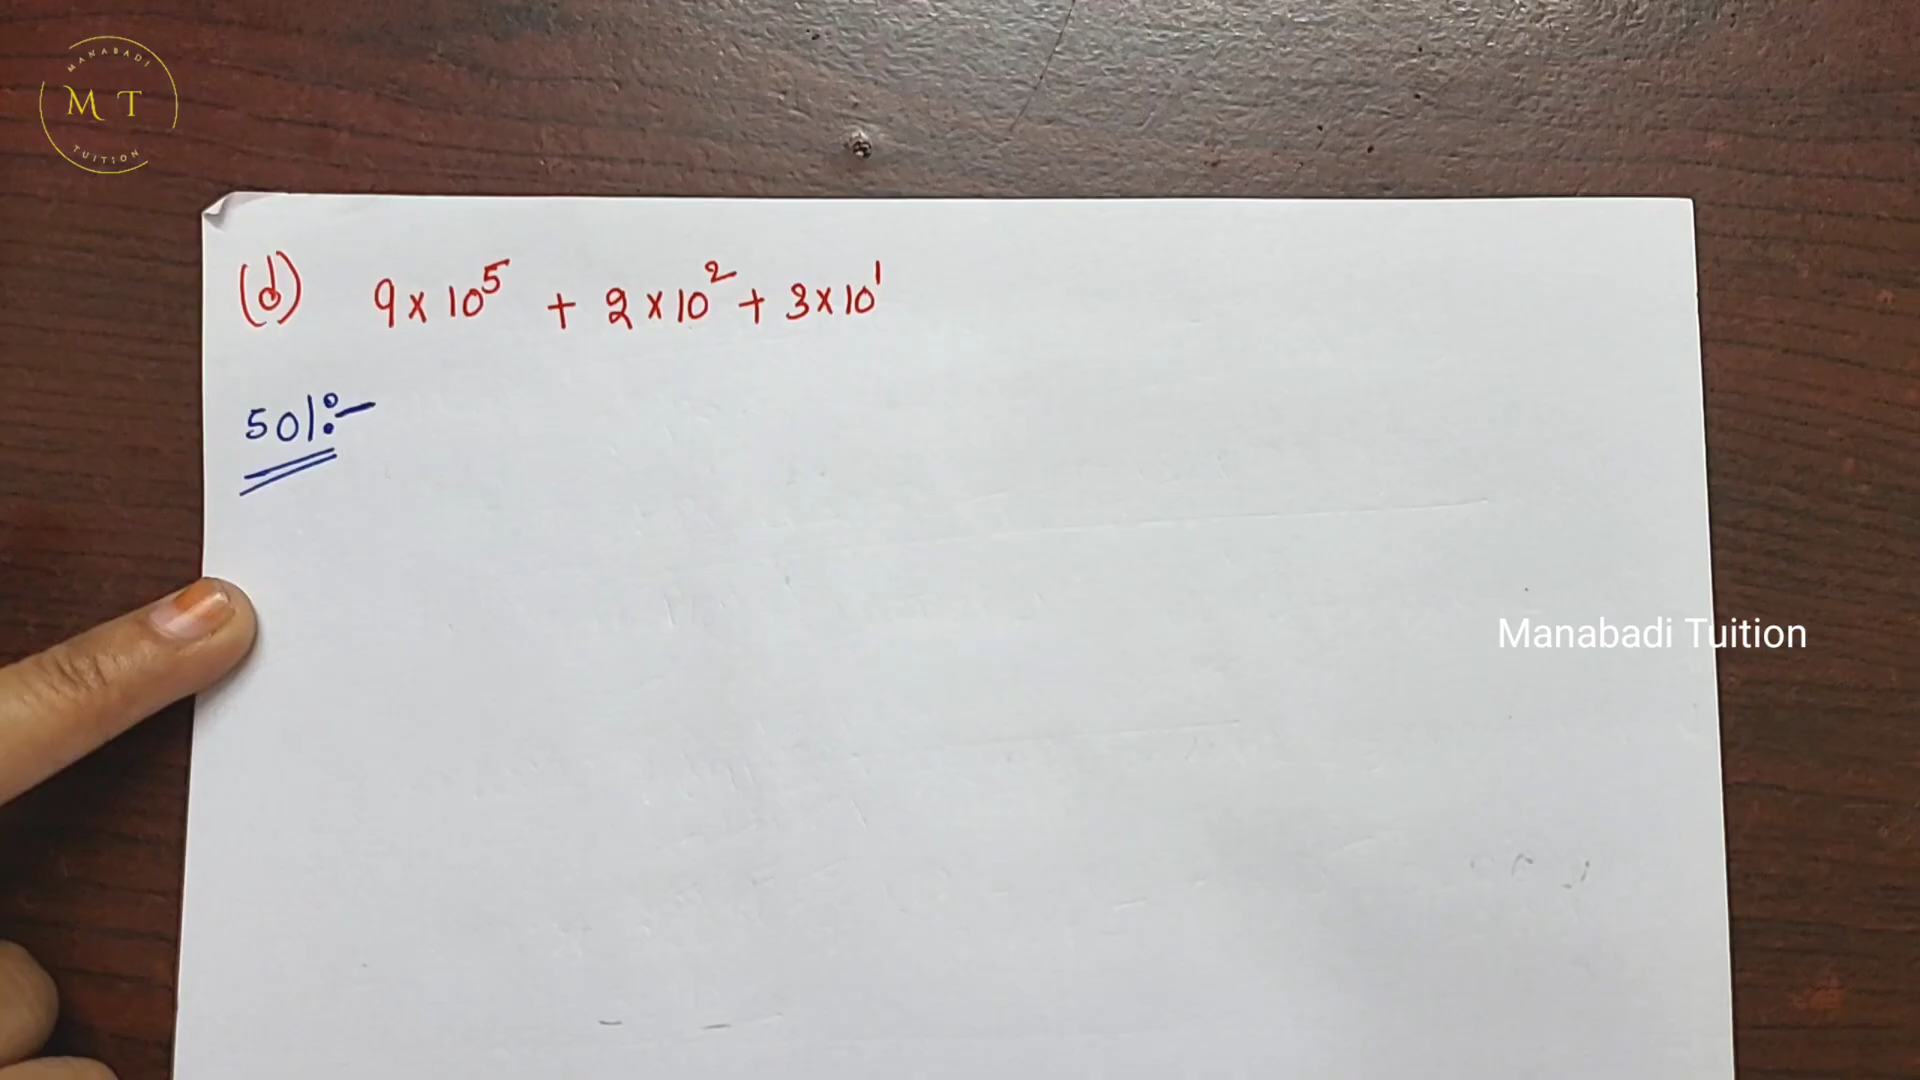 MANABADI
M T
TUITION
(d) 9 × 10⁵ + 2 × 10² + 3 × 10¹
Sol:-
Manabadi Tuition